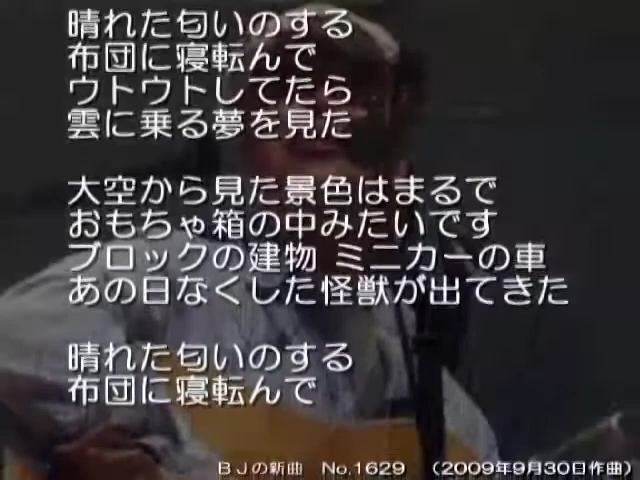 晴れた匂いのする
布団に寝転んで
ウトウトしてたら
雲に乗る夢を見た
大空から見た景色はまるで
おもちゃ箱の中みたいです
ブロックの建物 ミニカーの車
あの日なくした怪獣が出てきた
晴れた匂いのする
布団に寝転んで
ＢＪの新曲 No.1629 （2009年9月30日作曲）